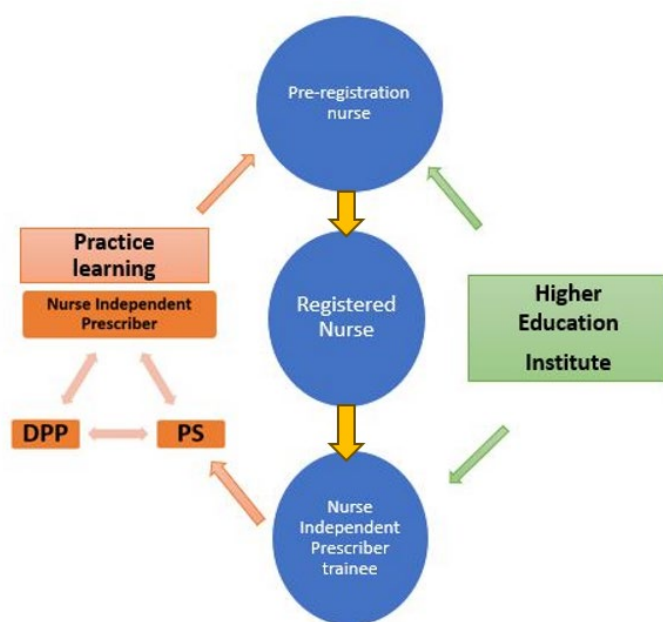 Pre-registration
nurse
Practice
learning
Nurse Independent
Prescriber
Registered
Nurse
Higher
Education
Institute
DPP
PS
Nurse
Independent
Prescriber
trainee